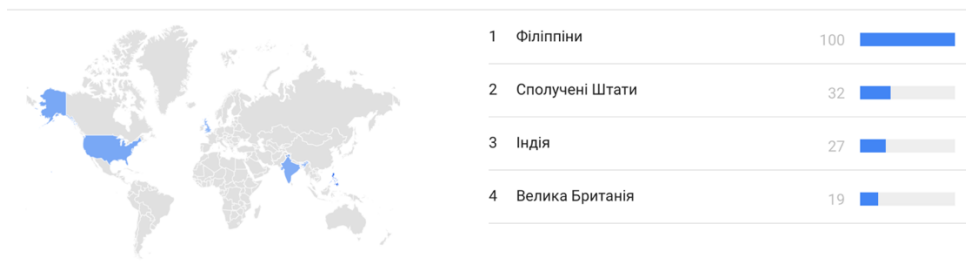 1 Філіппіни 100
2 Сполучені Штати 32
3 Індія 27
4 Велика Британія 19